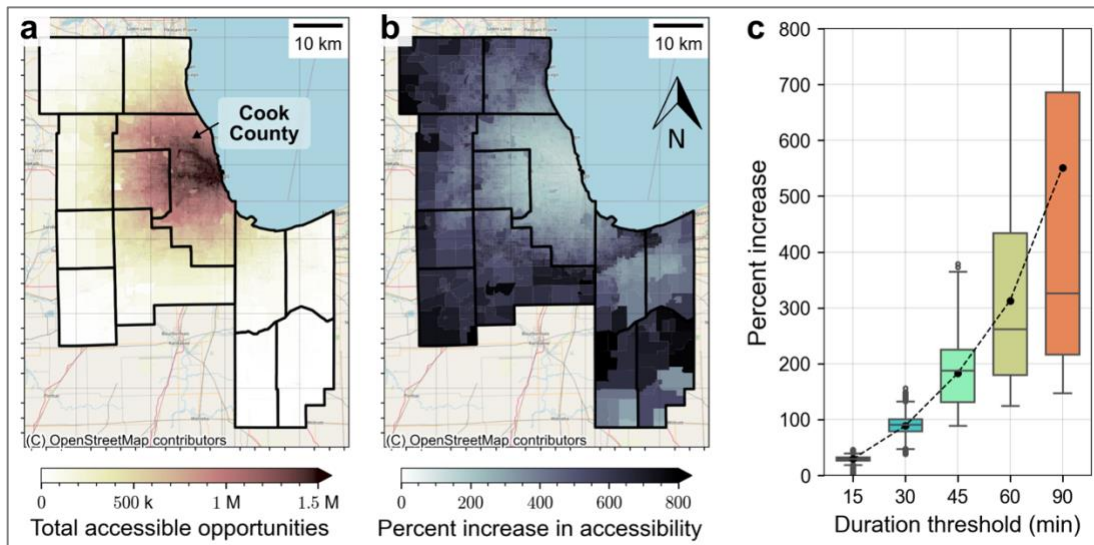 a
10 km
Cook
County
(C) OpenStreetMap contributors
0 500 k 1 M 1.5 M
Total accessible opportunities
b
10 km
N
(C) OpenStreetMap contributors
0 200 400 600 800
Percent increase in accessibility
c
800
700
600
500
400
300
200
100
0
Percent increase
15 30 45 60 90
Duration threshold (min)